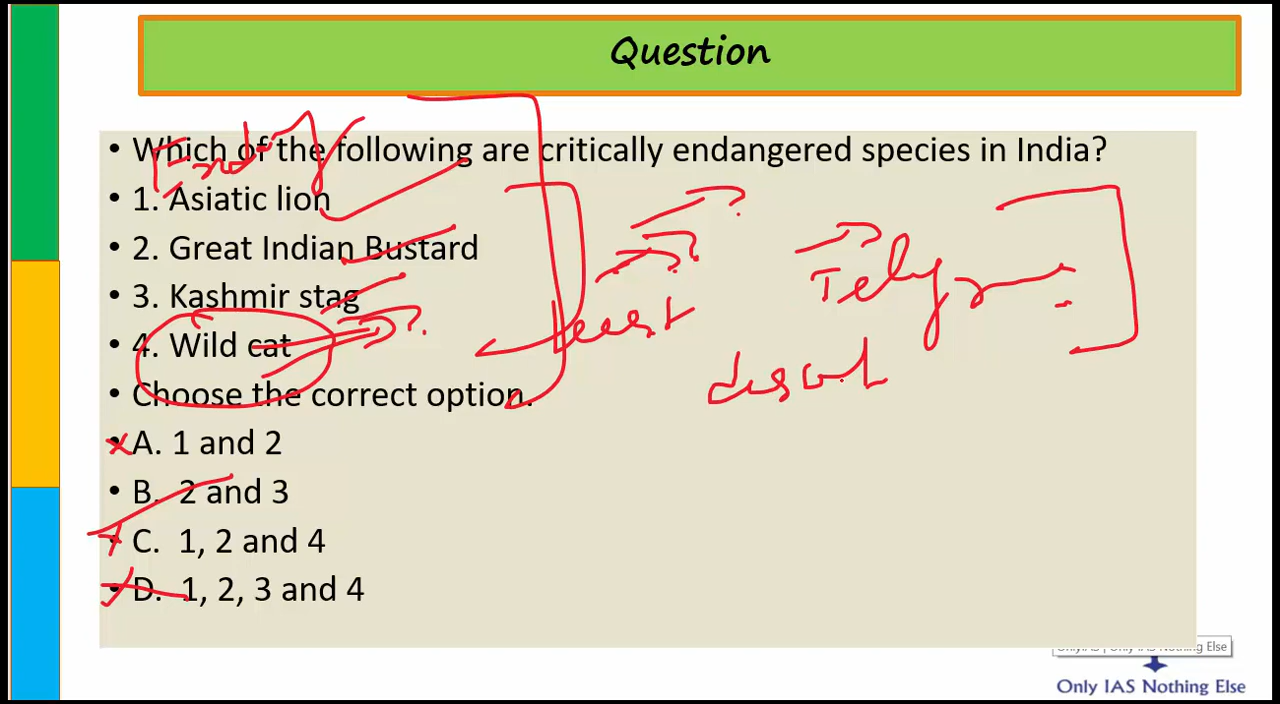 Question
• Which of the following are critically endangered species in India?
• 1. Asiatic lion
• 2. Great Indian Bustard
• 3. Kashmir stag
• 4. Wild cat
• Choose the correct option.
• A. 1 and 2
• B. 2 and 3
• C. 1, 2 and 4
• D. 1, 2, 3 and 4
least
Only IAS Nothing Else